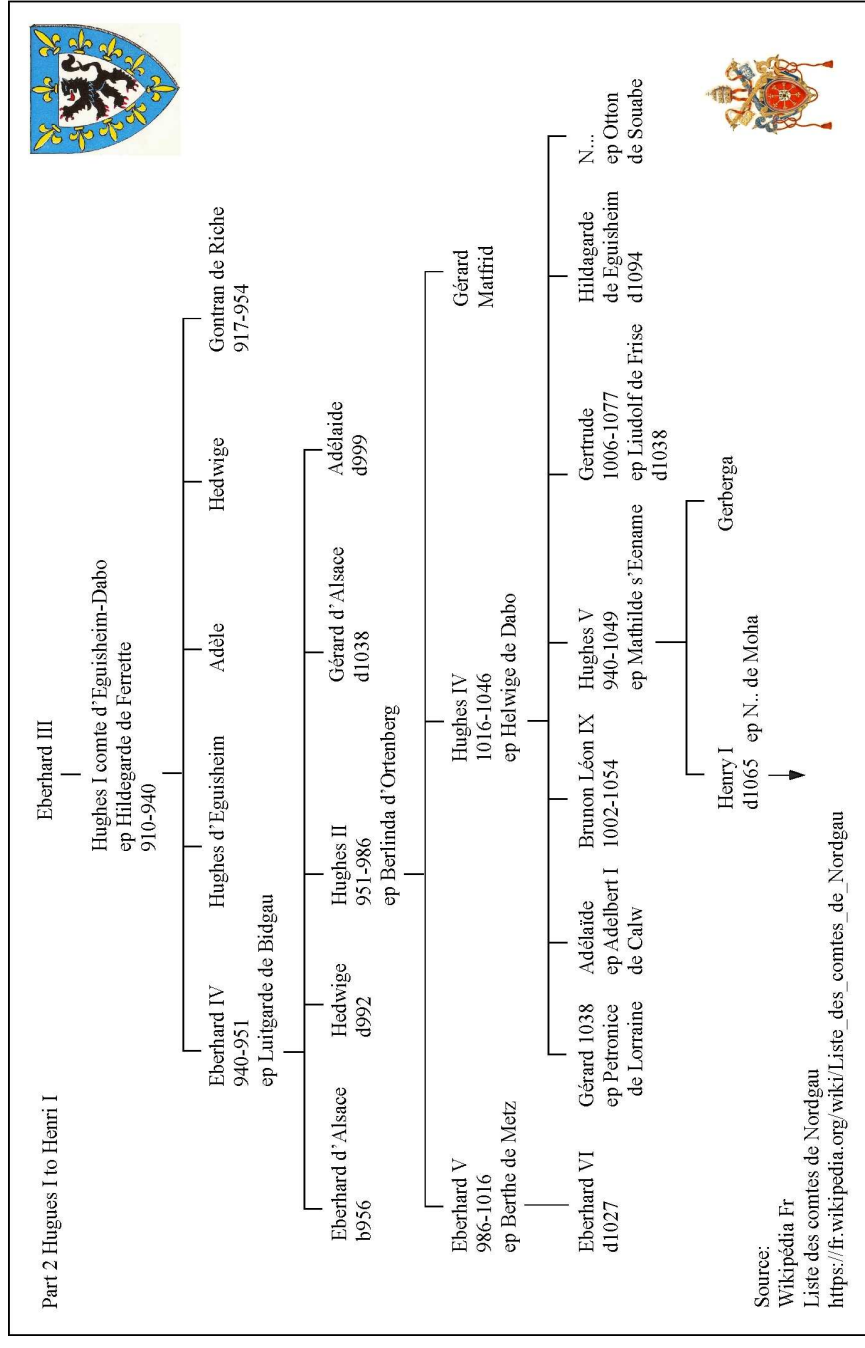 Part 2 Hugues I to Henri I
Eberhard III
Hughes I comte d'Eguisheim-Dabo
ep Hildegarde de Ferrette
910-940
Eberhard IV
940-951
ep Luitgarde de Bidgau
Hughes d'Eguisheim
Adèle
Hedwige
Gontran de Riche
917-954
Eberhard d'Alsace
b956
Hedwige
d992
Hughes II
951-986
ep Berlinda d'Ortenberg
Gérard d'Alsace
d1038
Adélaide
d999
Eberhard V
986-1016
ep Berthe de Metz
Hughes IV
1016-1046
ep Helwige de Dabo
Gérard
Matfrid
Eberhard VI
d1027
Gérard 1038
ep Petronice
de Lorraine
Adélaïde
ep Adelbert I
de Calw
Brunon Léon IX
1002-1054
Hughes V
940-1049
ep Mathilde s'Eename
Gertrude
1006-1077
ep Liudolf de Frise
d1038
Hildagarde
de Eguisheim
d1094
N...
ep Otton
de Souabe
Henry I
d1065 ep N.. de Moha
Gerberga
Source:
Wikipédia Fr
Liste des comtes de Nordgau
https://fr.wikipedia.org/wiki/Liste_des_comtes_de_Nordgau